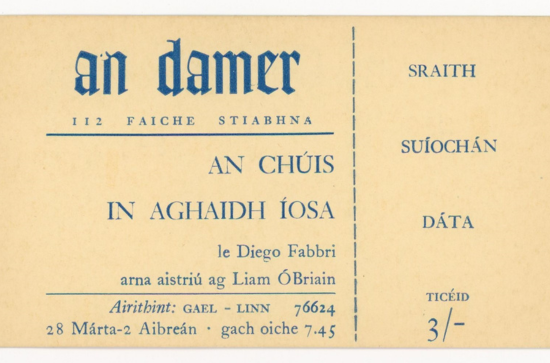 an damer
112 FAICHE STIABHNA
AN CHÚIS
IN AGHAIDH ÍOSA
le Diego Fabbri
arna aistriú ag Liam ÓBriain
Airithint: GAEL - LINN 76624
28 Márta-2 Aibreán · gach oiche 7.45
SRAITH
SUÍOCHÁN
DÁTA
TICÉID
3/-